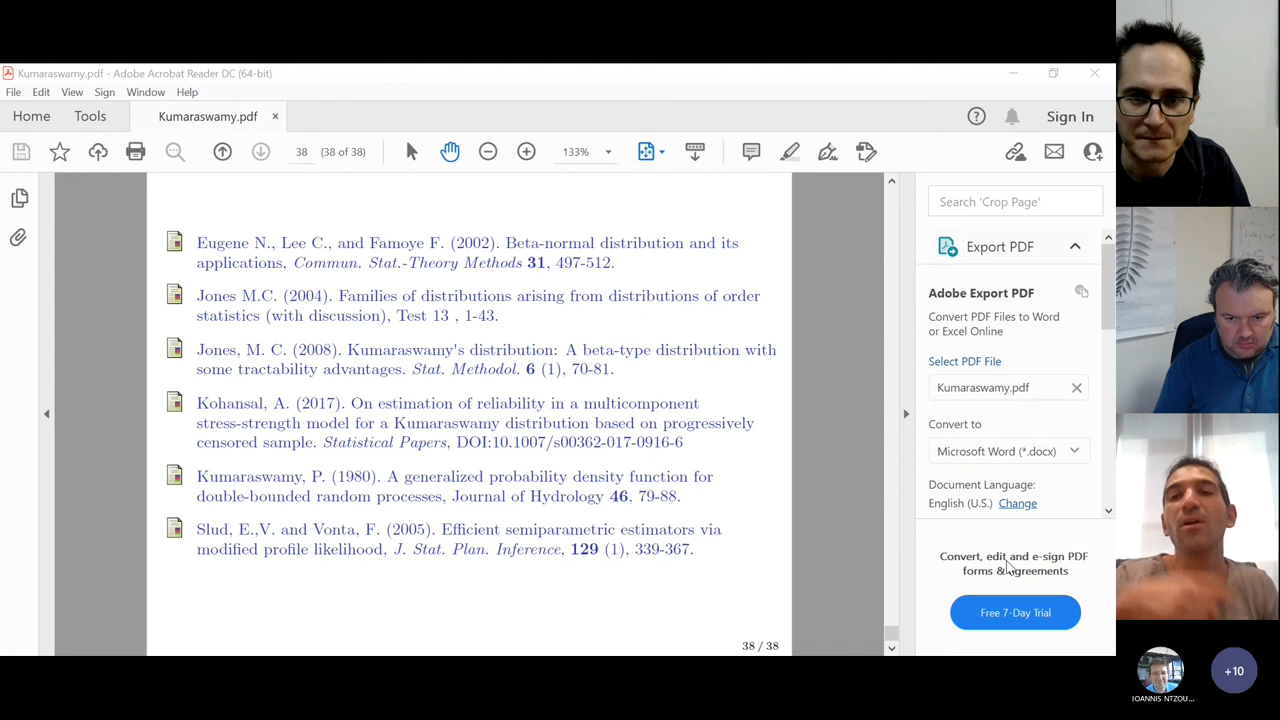 Kumaraswamy.pdf - Adobe Acrobat Reader DC (64-bit)
File Edit View Sign Window Help
Home Tools Kumaraswamy.pdf × Sign In
38 (38 of 38) 133%
Eugene N., Lee C., and Famoye F. (2002). Beta-normal distribution and its
applications, Commun. Stat.-Theory Methods 31, 497-512.
Jones M.C. (2004). Families of distributions arising from distributions of order
statistics (with discussion), Test 13 , 1-43.
Jones, M. C. (2008). Kumaraswamy's distribution: A beta-type distribution with
some tractability advantages. Stat. Methodol. 6 (1), 70-81.
Kohansal, A. (2017). On estimation of reliability in a multicomponent
stress-strength model for a Kumaraswamy distribution based on progressively
censored sample. Statistical Papers, DOI:10.1007/s00362-017-0916-6
Kumaraswamy, P. (1980). A generalized probability density function for
double-bounded random processes, Journal of Hydrology 46, 79-88.
Slud, E.,V. and Vonta, F. (2005). Efficient semiparametric estimators via
modified profile likelihood, J. Stat. Plan. Inference, 129 (1), 339-367.
38 / 38
Search 'Crop Page'
Export PDF
Adobe Export PDF
Convert PDF Files to Word
or Excel Online
Select PDF File
Kumaraswamy.pdf
Convert to
Microsoft Word (*.docx)
Document Language:
English (U.S.) Change
Convert, edit and e-sign PDF
forms & agreements
Free 7-Day Trial
IOANNIS NTZOU...
+10